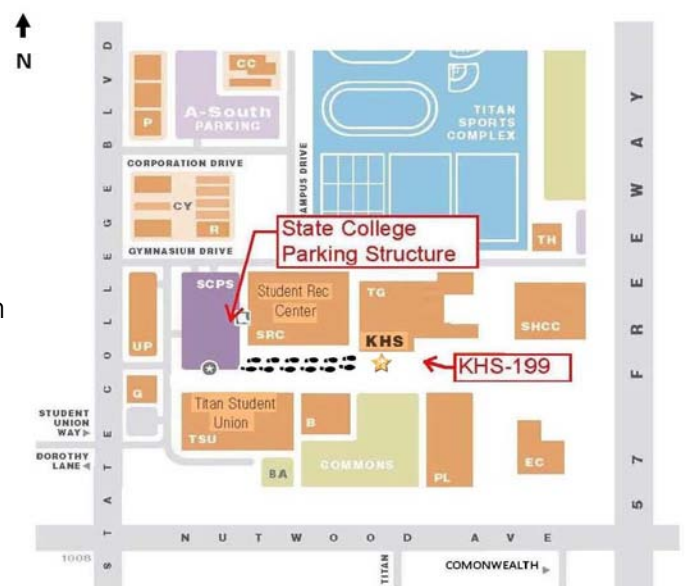 N
STATE COLLEGE BLVD
CC
A-South
PARKING
P
CORPORATION DRIVE
CAMPUS DRIVE
TITAN
SPORTS
COMPLEX
CY
R
GYMNASIUM DRIVE
State College
Parking Structure
TH
57 FREEWAY
SCPS
Student Rec
Center
SRC
TG
SHCC
UP
KHS
KHS-199
G
STUDENT
UNION
WAY
DOROTHY
LANE
Titan Student
Union
TSU
B
COMMONS
BA
PL
EC
NUTWOOD AVE
TITAN
COMONWEALTH